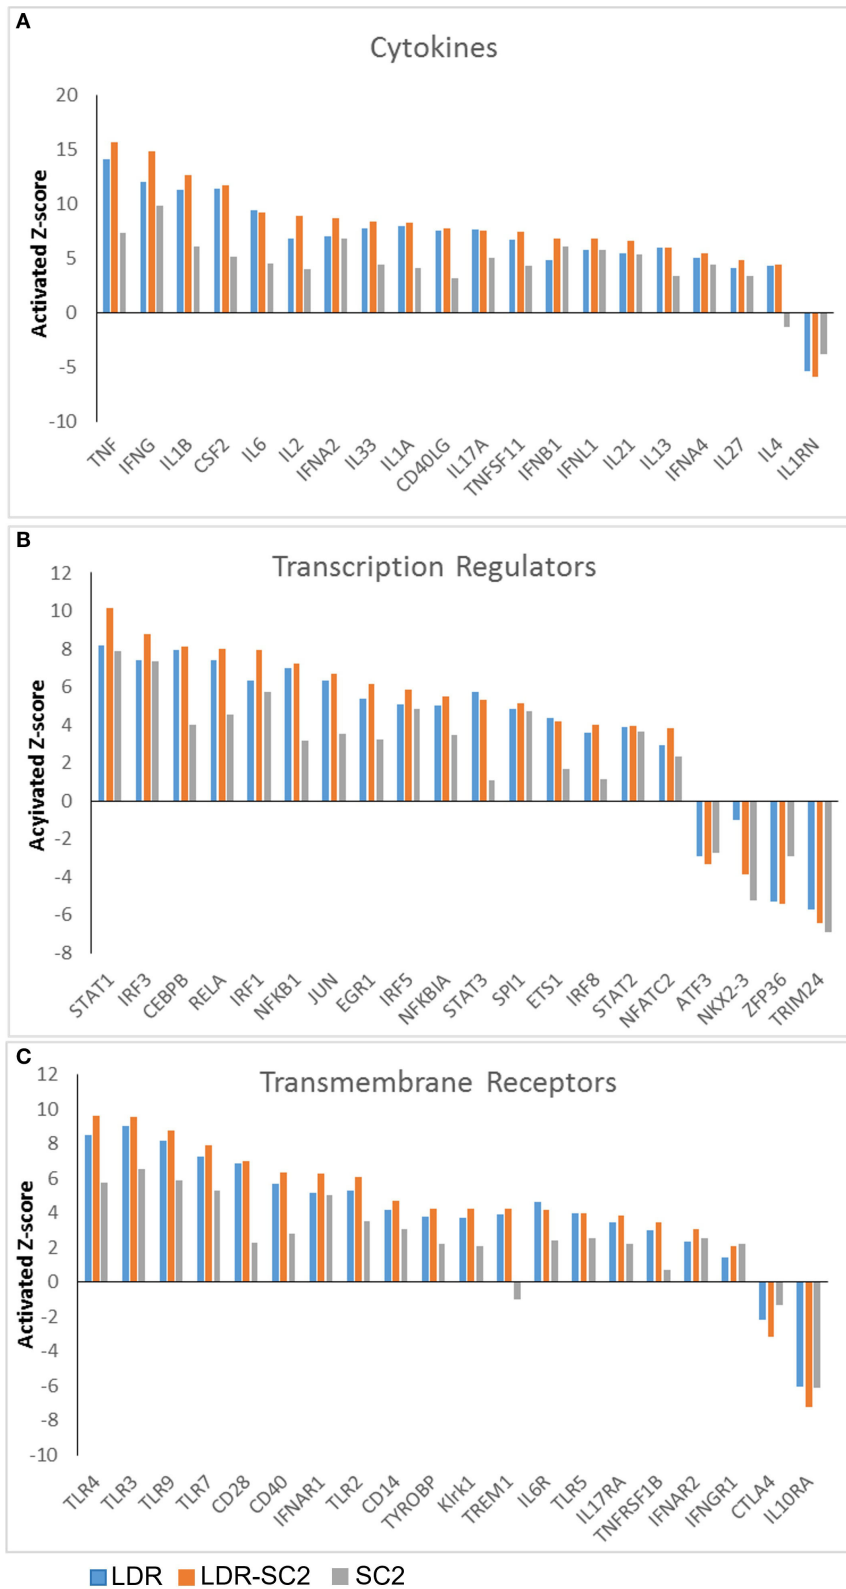 A
Cytokines
Activated Z-score
20
15
10
5
0
-5
-10
TNF IFNG IL1B CSF2 IL6 IL2 IFNA2 IL33 IL1A CD40LG IL17A TNFSF11 IFNB1 IFNL1 IL21 IL13 IFNA4 IL27 IL4 IL1RN
B
Transcription Regulators
Acyivated Z-score
12
10
8
6
4
2
0
-2
-4
-6
-8
STAT1 IRF3 CEBPB RELA IRF1 NFKB1 JUN EGR1 IRF5 NFKBIA STAT3 SPI1 ETS1 IRF8 STAT2 NFATC2 ATF3 NKX2-3 ZFP36 TRIM24
C
Transmembrane Receptors
Activated Z-score
12
10
8
6
4
2
0
-2
-4
-6
-8
-10
TLR4 TLR3 TLR9 TLR7 CD28 CD40 IFNAR1 TLR2 CD14 TYROBP Klrk1 TREM1 IL6R TLR5 IL17RA TNFRSF1B IFNAR2 IFNGR1 CTLA4 IL10RA
LDR LDR-SC2 SC2